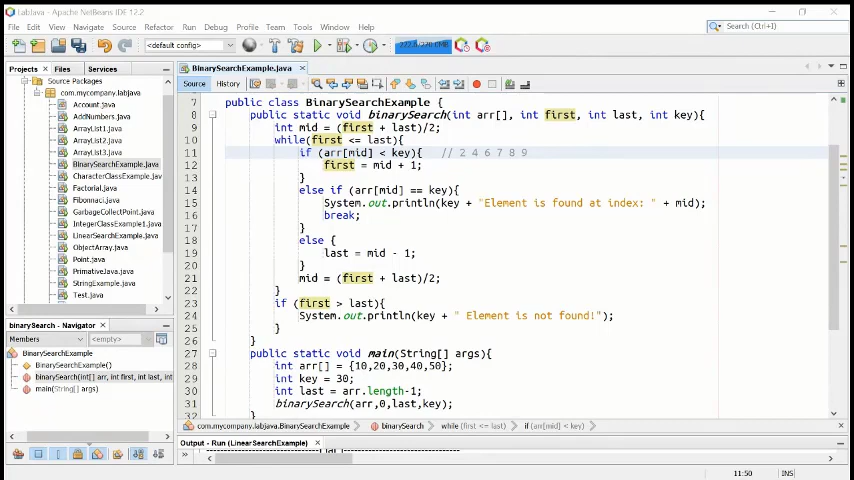 LabJava - Apache NetBeans IDE 12.2
File Edit View Navigate Source Refactor Run Debug Profile Team Tools Window Help
Search (Ctrl+I)
<default config>
Projects × Files Services
BinarySearchExample.java ×
Source History
Source Packages
com.mycompany.labjava
Account.java
AddNumbers.java
ArrayList1.java
ArrayList2.java
ArrayList3.java
BinarySearchExample.java
CharacterClassExample.java
Factorial.java
Fibonaci.java
GarbageCollectPoint.java
IntegerClassExample1.java
LinearSearchExample.java
ObjectArray.java
Point.java
PrimativeJava.java
StringExample.java
Test.java
7 public class BinarySearchExample {
8 public static void binarySearch(int arr[], int first, int last, int key){
9 int mid = (first + last)/2;
10 while(first <= last){
11 if (arr[mid] < key){ // 2 4 6 7 8 9
12 first = mid + 1;
13 }
14 else if (arr[mid] == key){
15 System.out.println(key + "Element is found at index: " + mid);
16 break;
17 }
18 else {
19 last = mid - 1;
20 }
21 mid = (first + last)/2;
22 }
23 if (first > last){
24 System.out.println(key + " Element is not found!");
25 }
26 }
27 public static void main(String[] args){
28 int arr[] = {10,20,30,40,50};
29 int key = 30;
30 int last = arr.length-1;
31 binarySearch(arr,0,last,key);
32 }
binarySearch - Navigator ×
Members <empty>
BinarySearchExample
BinarySearchExample()
binarySearch(int[] arr, int first, int last, int
main(String[] args)
com.mycompany.labjava.BinarySearchExample binarySearch while (first <= last) if (arr[mid] < key)
Output - Run (LinearSearchExample) ×
11:50 INS